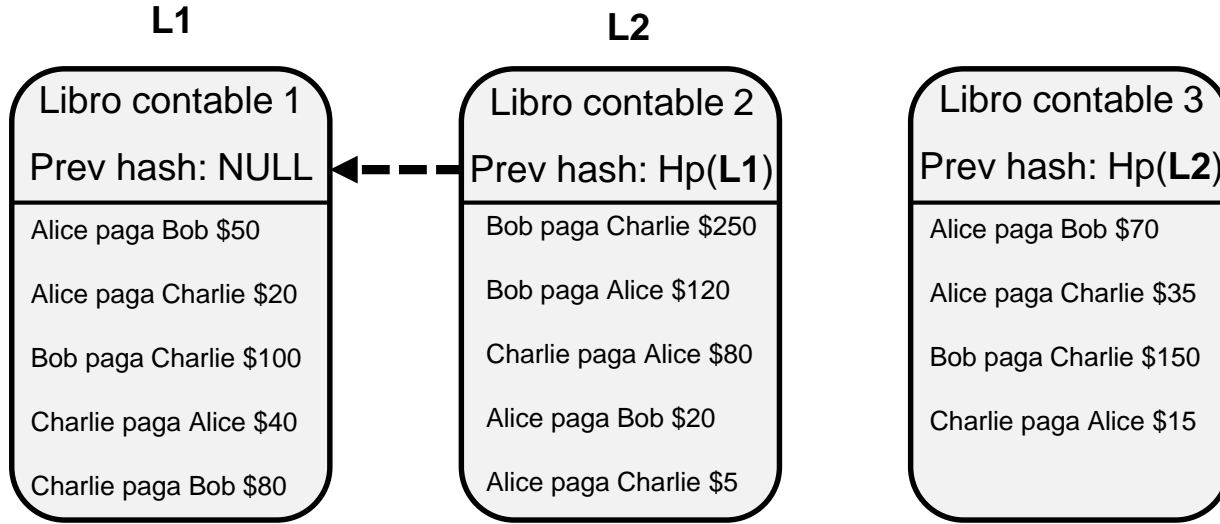 L1
Libro contable 1
Prev hash: NULL
Alice paga Bob $50
Alice paga Charlie $20
Bob paga Charlie $100
Charlie paga Alice $40
Charlie paga Bob $80
L2
Libro contable 2
Prev hash: Hp(L1)
Bob paga Charlie $250
Bob paga Alice $120
Charlie paga Alice $80
Alice paga Bob $20
Alice paga Charlie $5
Libro contable 3
Prev hash: Hp(L2)
Alice paga Bob $70
Alice paga Charlie $35
Bob paga Charlie $150
Charlie paga Alice $15